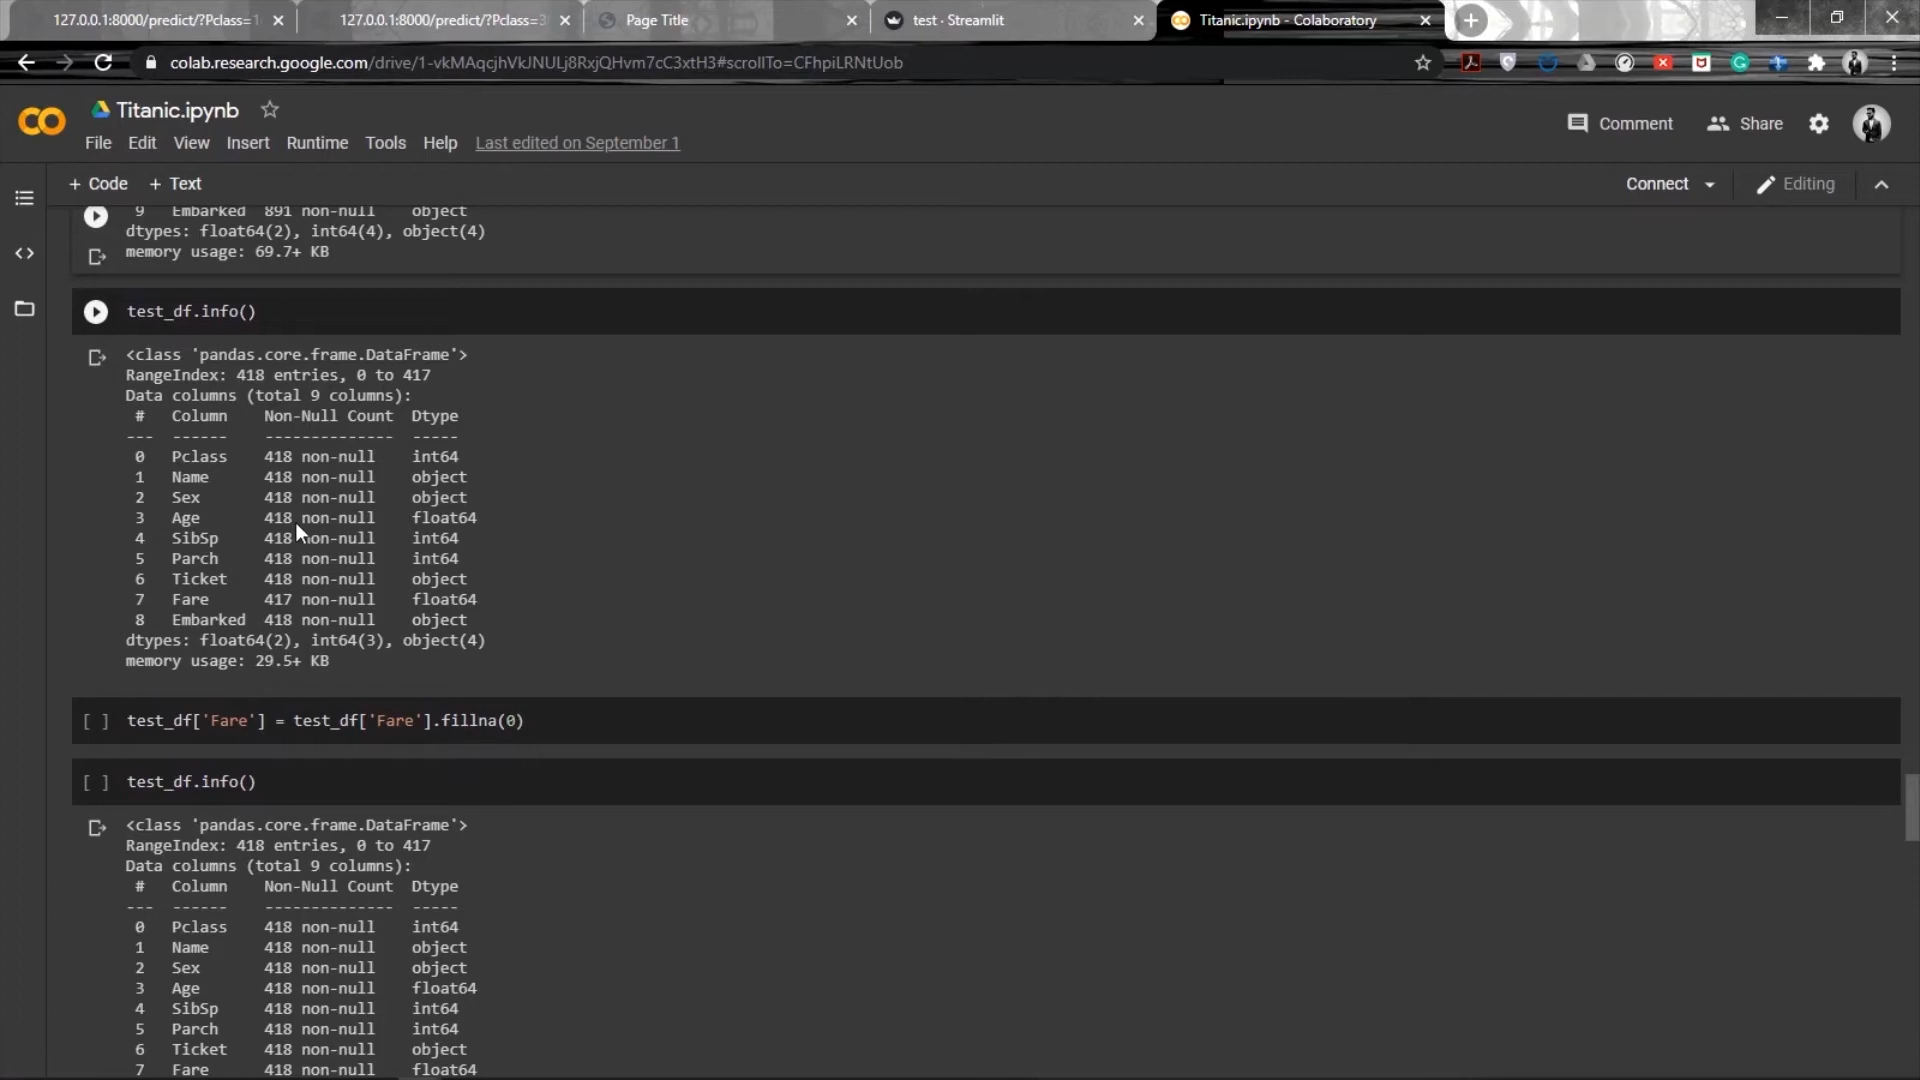 127.0.0.1:8000/predict/?Pclass=1
127.0.0.1:8000/predict/?Pclass=3
Page Title
test · Streamlit
Titanic.ipynb - Colaboratory
colab.research.google.com/drive/1-vkMAqcjhVkJNULj8RxjQHvm7cC3xtH3#scrollTo=CFhpiLRNtUob
CO
Titanic.ipynb
Comment
Share
File Edit View Insert Runtime Tools Help Last edited on September 1
+ Code + Text
Connect
Editing
9 Embarked 891 non-null object
dtypes: float64(2), int64(4), object(4)
memory usage: 69.7+ KB
test_df.info()
<class 'pandas.core.frame.DataFrame'>
RangeIndex: 418 entries, 0 to 417
Data columns (total 9 columns):
# Column Non-Null Count Dtype
--- ------ -------------- -----
0 Pclass 418 non-null int64
1 Name 418 non-null object
2 Sex 418 non-null object
3 Age 418 non-null float64
4 SibSp 418 non-null int64
5 Parch 418 non-null int64
6 Ticket 418 non-null object
7 Fare 417 non-null float64
8 Embarked 418 non-null object
dtypes: float64(2), int64(3), object(4)
memory usage: 29.5+ KB
[ ] test_df['Fare'] = test_df['Fare'].fillna(0)
[ ] test_df.info()
<class 'pandas.core.frame.DataFrame'>
RangeIndex: 418 entries, 0 to 417
Data columns (total 9 columns):
# Column Non-Null Count Dtype
--- ------ -------------- -----
0 Pclass 418 non-null int64
1 Name 418 non-null object
2 Sex 418 non-null object
3 Age 418 non-null float64
4 SibSp 418 non-null int64
5 Parch 418 non-null int64
6 Ticket 418 non-null object
7 Fare 418 non-null float64